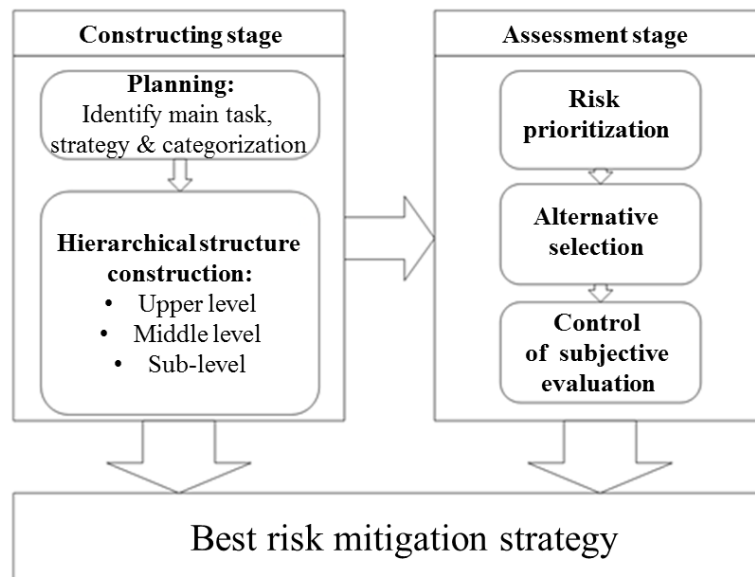 Constructing stage
Planning:
Identify main task,
strategy & categorization
Hierarchical structure
construction:
• Upper level
• Middle level
• Sub-level
Assessment stage
Risk
prioritization
Alternative
selection
Control
of subjective
evaluation
Best risk mitigation strategy